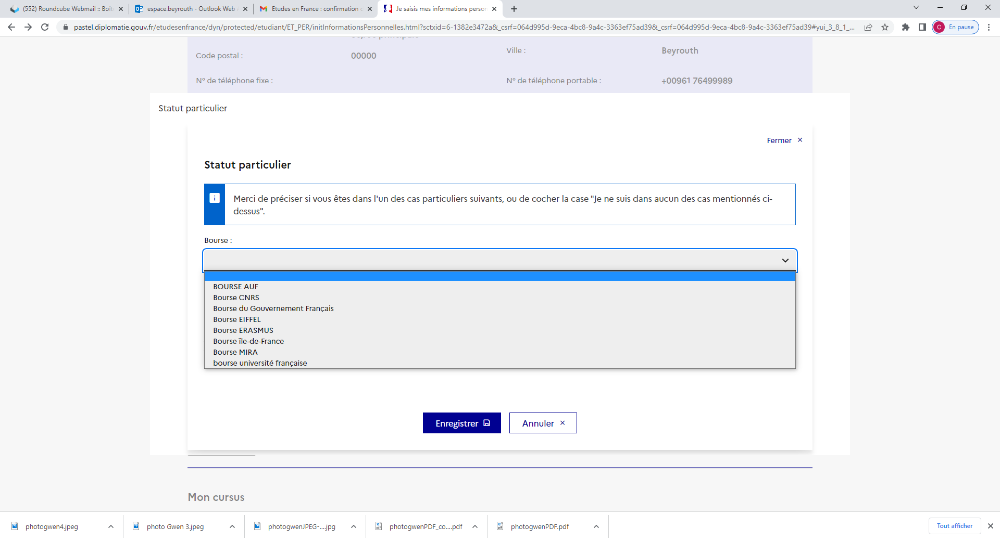 (552) Roundcube Webmail :: Boît
espace.beyrouth - Outlook Web
Etudes en France : confirmation
Je saisis mes informations person
pastel.diplomatie.gouv.fr/etudesenfrance/dyn/protected/etudiant/ET_PER/initInformationsPersonnelles.html?sctxid=6-1382e3472a&_csrf=064d995d-9eca-4bc8-9a4c-3363ef75ad39&_csrf=064d995d-9eca-4bc8-9a4c-3363ef75ad39#yui_3_8_1_...
C En pause
Code postal : 00000
Ville : Beyrouth
N° de téléphone fixe :
N° de téléphone portable : +00961 76499989
Statut particulier
Fermer ×
Statut particulier
i
Merci de préciser si vous êtes dans l'un des cas particuliers suivants, ou de cocher la case "Je ne suis dans aucun des cas mentionnés ci-
dessus".
Bourse :
BOURSE AUF
Bourse CNRS
Bourse du Gouvernement Français
Bourse EIFFEL
Bourse ERASMUS
Bourse ïle-de-France
Bourse MIRA
bourse université française
Enregistrer
Annuler ×
Mon cursus
photogwen4.jpeg
photo Gwen 3.jpeg
photogwenJPEG-....jpg
photogwenPDF_co....pdf
photogwenPDF.pdf
Tout afficher